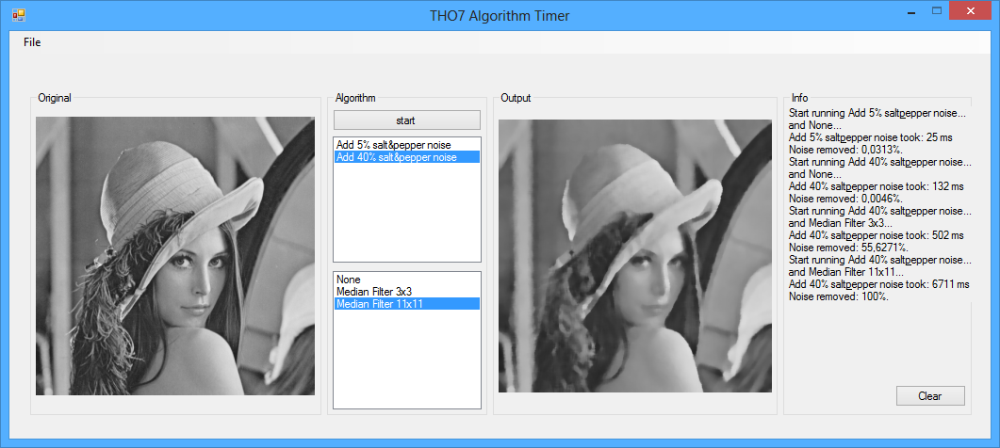 THO7 Algorithm Timer
File
Original
Algorithm
start
Add 5% salt&pepper noise
Add 40% salt&pepper noise
None
Median Filter 3x3
Median Filter 11x11
Output
Info
Start running Add 5% saltpepper noise...
and None...
Add 5% saltpepper noise took: 25 ms
Noise removed: 0,0313%.
Start running Add 40% saltpepper noise...
and None...
Add 40% saltpepper noise took: 132 ms
Noise removed: 0,0046%.
Start running Add 40% saltpepper noise...
and Median Filter 3x3...
Add 40% saltpepper noise took: 502 ms
Noise removed: 55,6271%.
Start running Add 40% saltpepper noise...
and Median Filter 11x11...
Add 40% saltpepper noise took: 6711 ms
Noise removed: 100%.
Clear